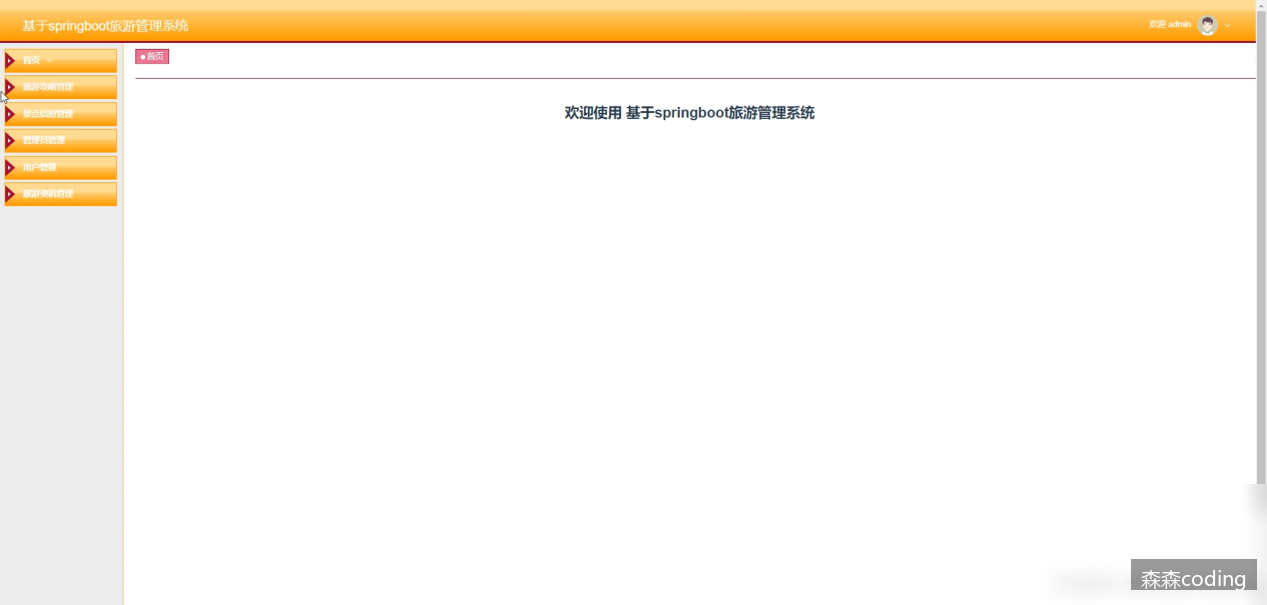 基于springboot旅游管理系统
欢迎 admin
首页
旅游攻略管理
景点信息管理
管理员管理
用户管理
旅游资讯管理
首页
欢迎使用 基于springboot旅游管理系统
森森coding